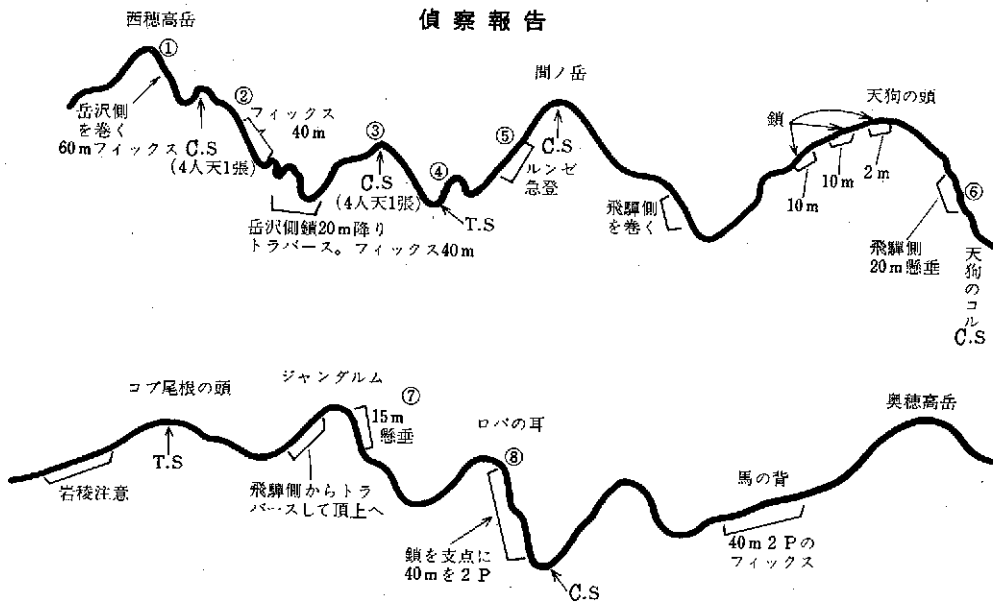 偵察報告
西穂高岳
①
岳沢側
を巻く
60mフィックス
C.S
(4人天1張)
②
フィックス
40m
岳沢側鎖20m降り
トラバース。フィックス40m
③
C.S
(4人天1張)
④
T.S
⑤
ルンゼ
急登
間ノ岳
C.S
飛騨側
を巻く
天狗の頭
鎖
10m
10m
2m
⑥
飛騨側
20m懸垂
天狗のコル
C.S
コブ尾根の頭
T.S
岩稜注意
ジャンダルム
⑦
15m
懸垂
飛騨側からトラ
バースして頂上へ
ロバの耳
⑧
鎖を支点に
40mを2P
C.S
馬の背
40m2Pの
フィックス
奥穂高岳